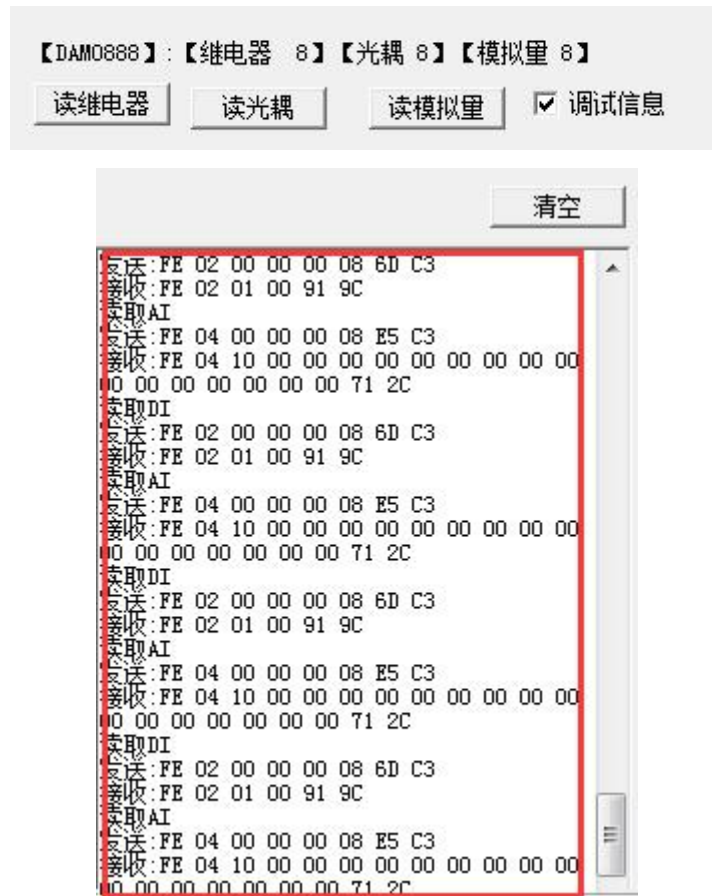 【DAM0888】:【继电器 8】【光耦 8】【模拟量 8】
读继电器 读光耦 读模拟量 调试信息
清空
发送:FE 02 00 00 00 08 6D C3
接收:FE 02 01 00 91 9C
读取AI
发送:FE 04 00 00 00 08 E5 C3
接收:FE 04 10 00 00 00 00 00 00 00 00 00
00 00 00 00 00 00 00 71 2C
读取DI
发送:FE 02 00 00 00 08 6D C3
接收:FE 02 01 00 91 9C
读取AI
发送:FE 04 00 00 00 08 E5 C3
接收:FE 04 10 00 00 00 00 00 00 00 00 00
00 00 00 00 00 00 00 71 2C
读取DI
发送:FE 02 00 00 00 08 6D C3
接收:FE 02 01 00 91 9C
读取AI
发送:FE 04 00 00 00 08 E5 C3
接收:FE 04 10 00 00 00 00 00 00 00 00 00
00 00 00 00 00 00 00 71 2C
读取DI
发送:FE 02 00 00 00 08 6D C3
接收:FE 02 01 00 91 9C
读取AI
发送:FE 04 00 00 00 08 E5 C3
接收:FE 04 10 00 00 00 00 00 00 00 00 00
00 00 00 00 00 00 00 71 2C